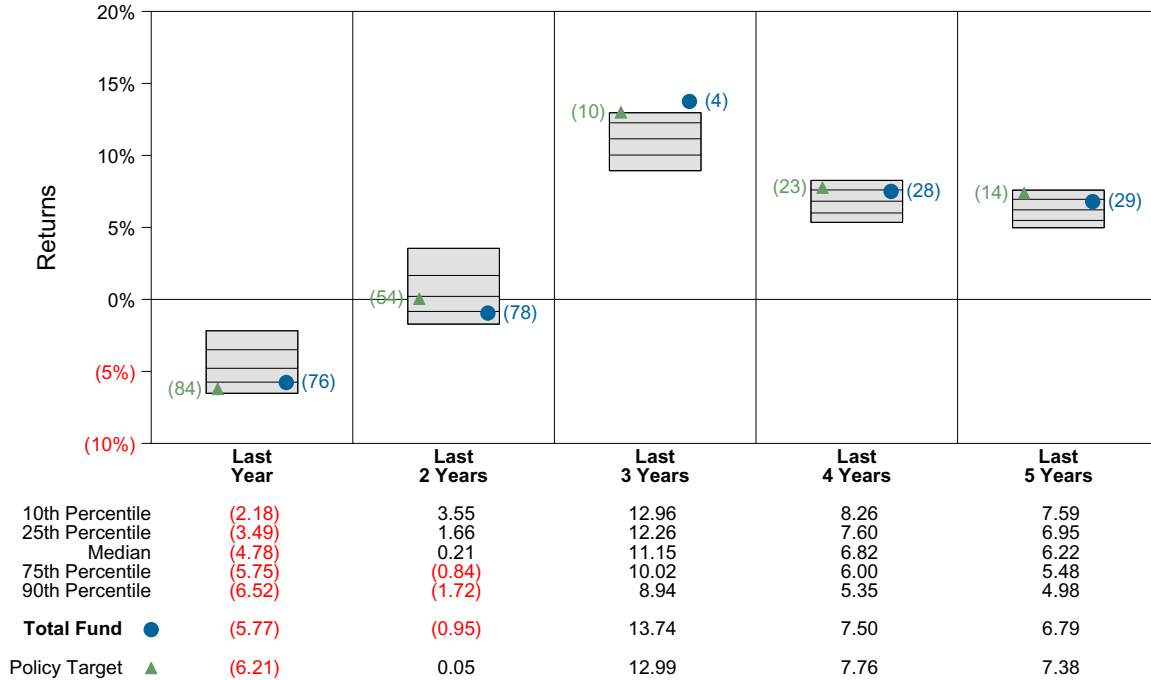 20%
15%
10%
5%
0%
(5%)
(10%)
Returns
(84)
(76)
(54)
(78)
(10)
(4)
(23)
(28)
(14)
(29)
Last Year
Last 2 Years
Last 3 Years
Last 4 Years
Last 5 Years
10th Percentile (2.18) 3.55 12.96 8.26 7.59
25th Percentile (3.49) 1.66 12.26 7.60 6.95
Median (4.78) 0.21 11.15 6.82 6.22
75th Percentile (5.75) (0.84) 10.02 6.00 5.48
90th Percentile (6.52) (1.72) 8.94 5.35 4.98
Total Fund (5.77) (0.95) 13.74 7.50 6.79
Policy Target (6.21) 0.05 12.99 7.76 7.38